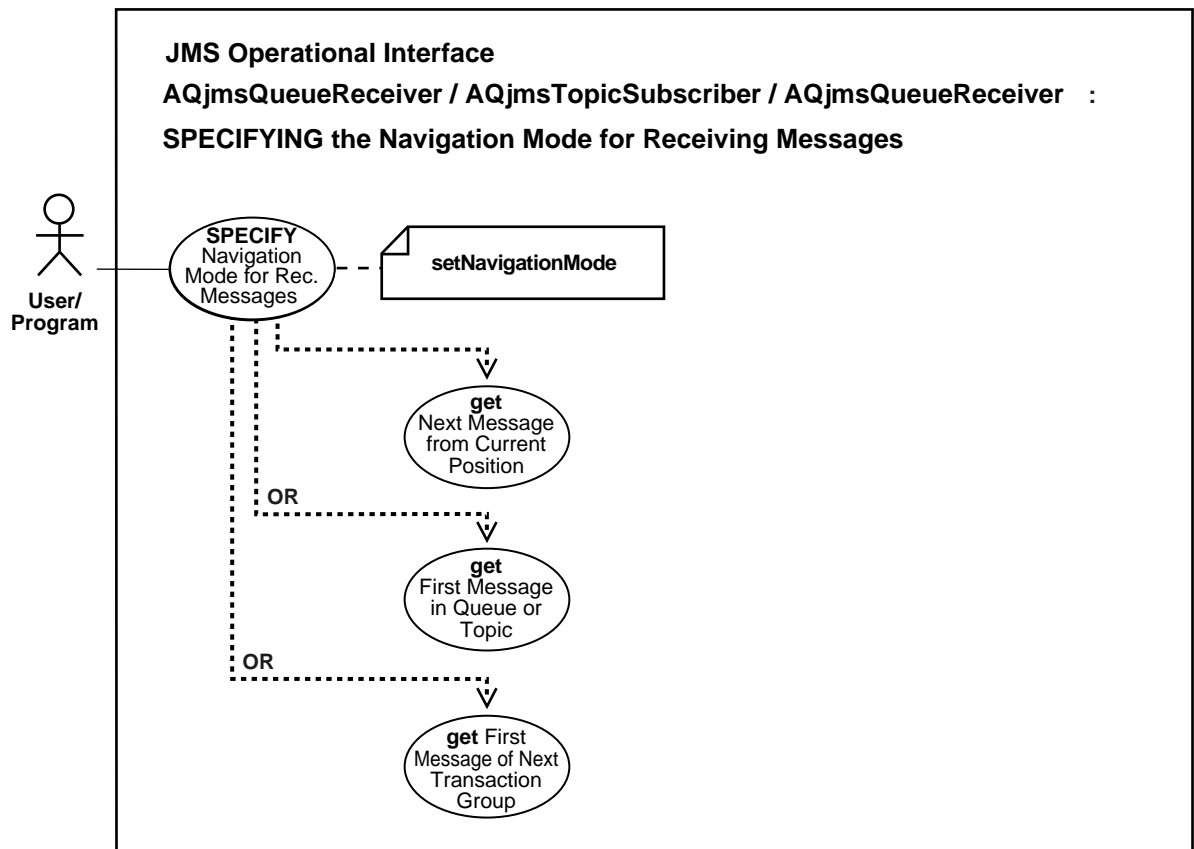 JMS Operational Interface
AQjmsQueueReceiver / AQjmsTopicSubscriber / AQjmsQueueReceiver :
SPECIFYING the Navigation Mode for Receiving Messages
User/
Program
SPECIFY
Navigation
Mode for Rec.
Messages
setNavigationMode
get
Next Message
from Current
Position
OR
get
First Message
in Queue or
Topic
OR
get First
Message of Next
Transaction
Group